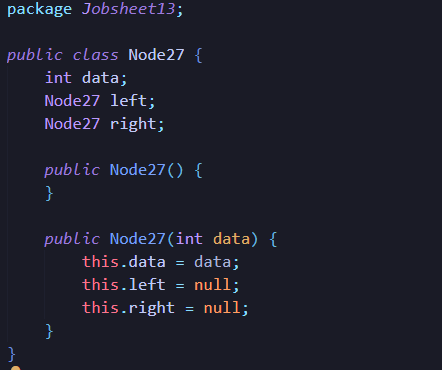 package Jobsheet13;
public class Node27 {
    int data;
    Node27 left;
    Node27 right;
    public Node27() {
    }
    public Node27(int data) {
        this.data = data;
        this.left = null;
        this.right = null;
    }
}